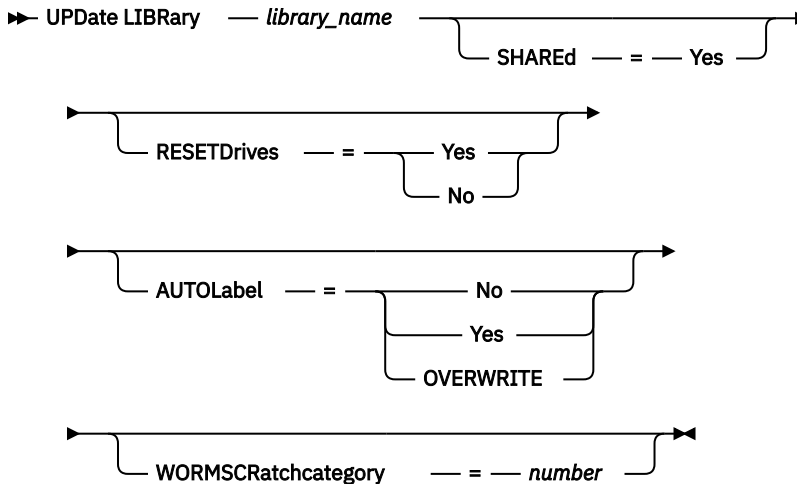 UPDate LIBRary library_name
SHAREd = Yes
RESETDrives = Yes
No
AUTOLabel = No
Yes
OVERWRITE
WORMSCRatchcategory = number